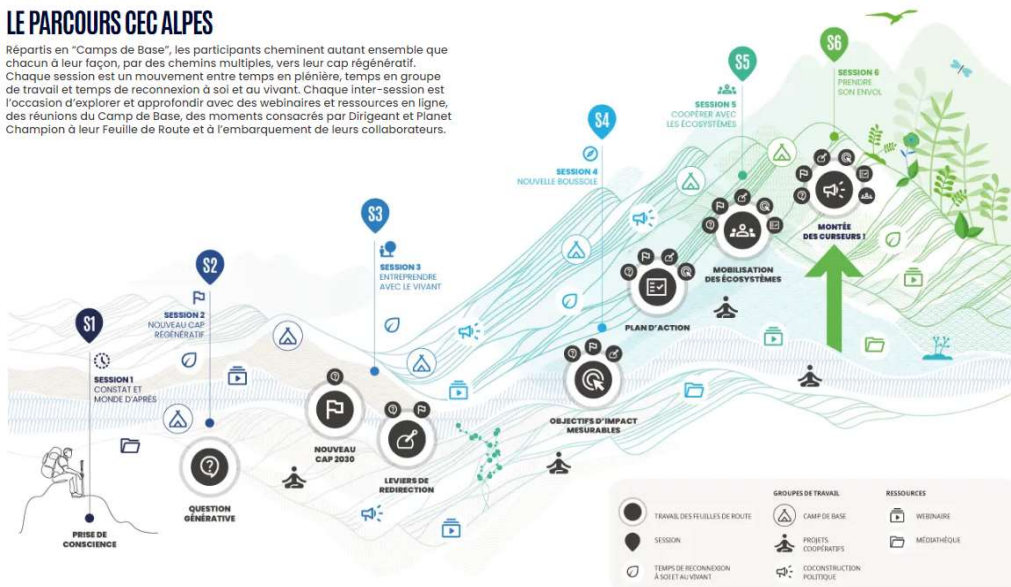 LE PARCOURS CEC ALPES
Répartis en “Camps de Base”, les participants cheminent autant ensemble que
chacun à leur façon, par des chemins multiples, vers leur cap régénératif.
Chaque session est un mouvement entre temps en plénière, temps en groupe
de travail et temps de reconnexion à soi et au vivant. Chaque inter-session est
l’occasion d’explorer et approfondir avec des webinaires et ressources en ligne,
des réunions du Camp de Base, des moments consacrés par Dirigeant et Planet
Champion à leur Feuille de Route et à l’embarquement de leurs collaborateurs.
S1
SESSION 1
CONSTAT ET
MONDE D’APRÈS
PRISE DE
CONSCIENCE
S2
SESSION 2
NOUVEAU CAP
RÉGÉNÉRATIF
QUESTION
GÉNÉRATIVE
S3
SESSION 3
ENTREPRENDRE
AVEC LE VIVANT
NOUVEAU
CAP 2030
LEVIERS DE
REDIRECTION
S4
SESSION 4
NOUVELLE BOUSSOLE
OBJECTIFS D’IMPACT
MESURABLES
PLAN D’ACTION
S5
SESSION 5
COOPÉRER AVEC
LES ÉCOSYSTÈMES
MOBILISATION
DES ÉCOSYSTÈMES
S6
SESSION 6
PRENDRE
SON ENVOL
MONTÉE
DES CURSEURS !
TRAVAIL DES FEUILLES DE ROUTE
SESSION
TEMPS DE RECONNEXION
À SOI ET AU VIVANT
GROUPES DE TRAVAIL
CAMP DE BASE
PROJETS
COOPÉRATIFS
COCONSTRUCTION
POLITIQUE
RESSOURCES
WEBINAIRE
MÉDIATHÈQUE